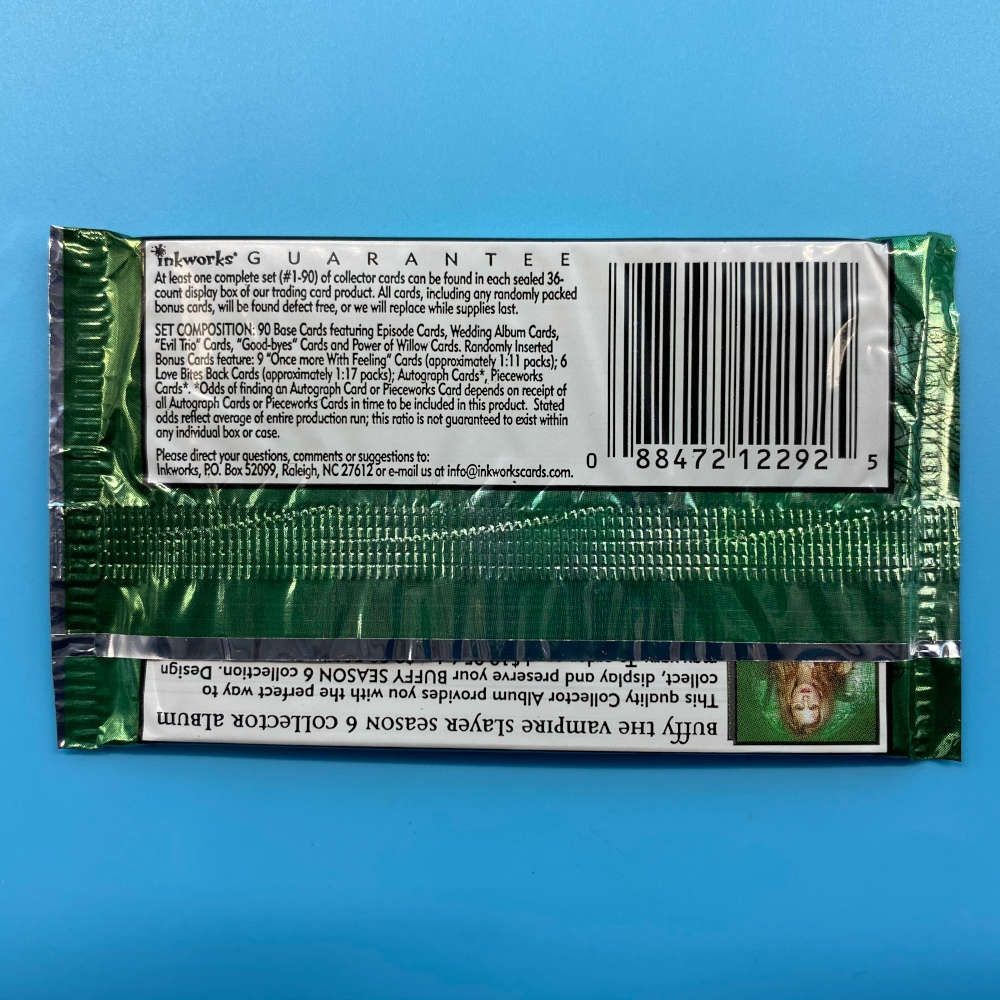 inkworks® GUARANTEE
At least one complete set (#1-90) of collector cards can be found in each sealed 36-
count display box of our trading card product. All cards, including any randomly packed
bonus cards, will be found defect free, or we will replace while supplies last.
SET COMPOSITION: 90 Base Cards featuring Episode Cards, Wedding Album Cards,
"Evil Trio" Cards, "Good-byes" Cards and Power of Willow Cards. Randomly Inserted
Bonus Cards feature: 9 "Once more With Feeling" Cards (approximately 1:11 packs); 6
Love Bites Back Cards (approximately 1:17 packs); Autograph Cards*, Pieceworks
Cards*. *Odds of finding an Autograph Card or Pieceworks Card depends on receipt of
all Autograph Cards or Pieceworks Cards in time to be included in this product. Stated
odds reflect average of entire production run; this ratio is not guaranteed to exist within
any individual box or case.
Please direct your questions, comments or suggestions to:
Inkworks, P.O. Box 52099, Raleigh, NC 27612 or e-mail us at info@inkworkscards.com.
0 88472 12292 5
Buffy the vampire slayer season 6 collector album
This quality Collector Album provides you with the perfect way to
collect, display and preserve your BUFFY SEASON 6 collection. Design